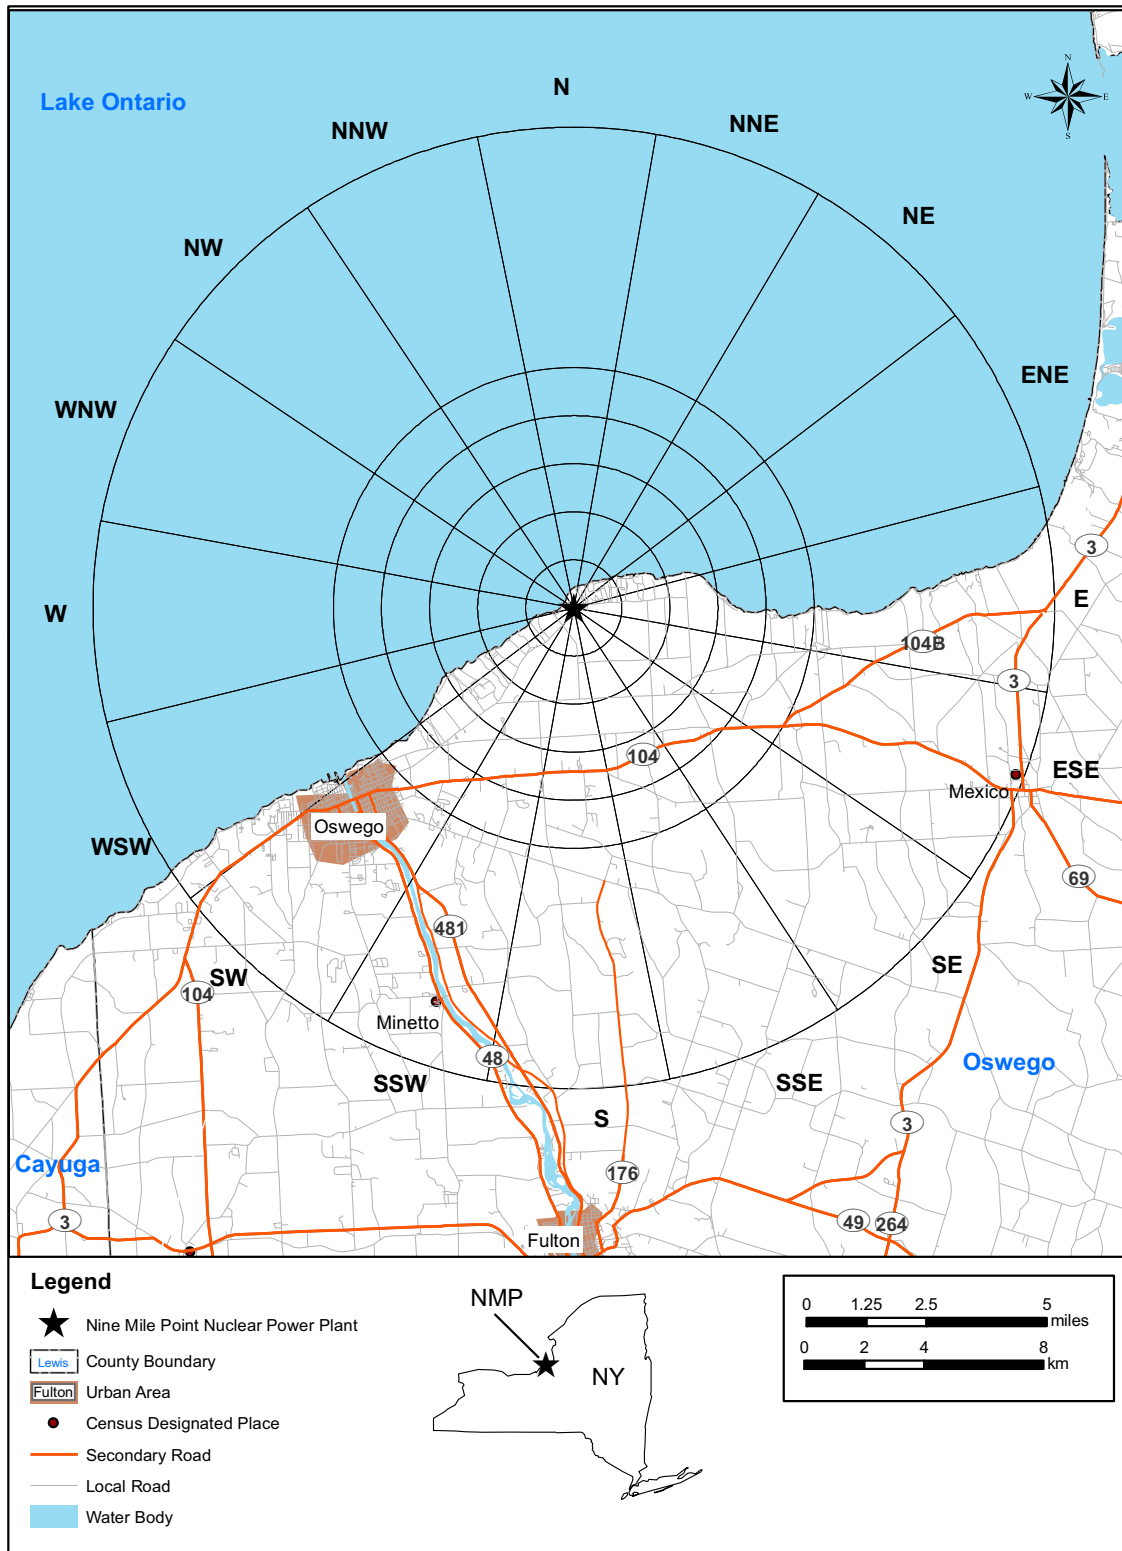 N
Lake Ontario
NNW
NNE
N
W
E
S
NE
NW
ENE
WNW
3
E
W
104B
3
104
ESE
Mexico
Oswego
WSW
69
481
SE
SW
104
Minetto
48
Oswego
SSW
SSE
S
3
Cayuga
176
3
49
264
Fulton
Legend
Nine Mile Point Nuclear Power Plant
Lewis
County Boundary
Fulton
Urban Area
Census Designated Place
Secondary Road
Local Road
Water Body
NMP
NY
0 1.25 2.5 5
miles
0 2 4 8
km